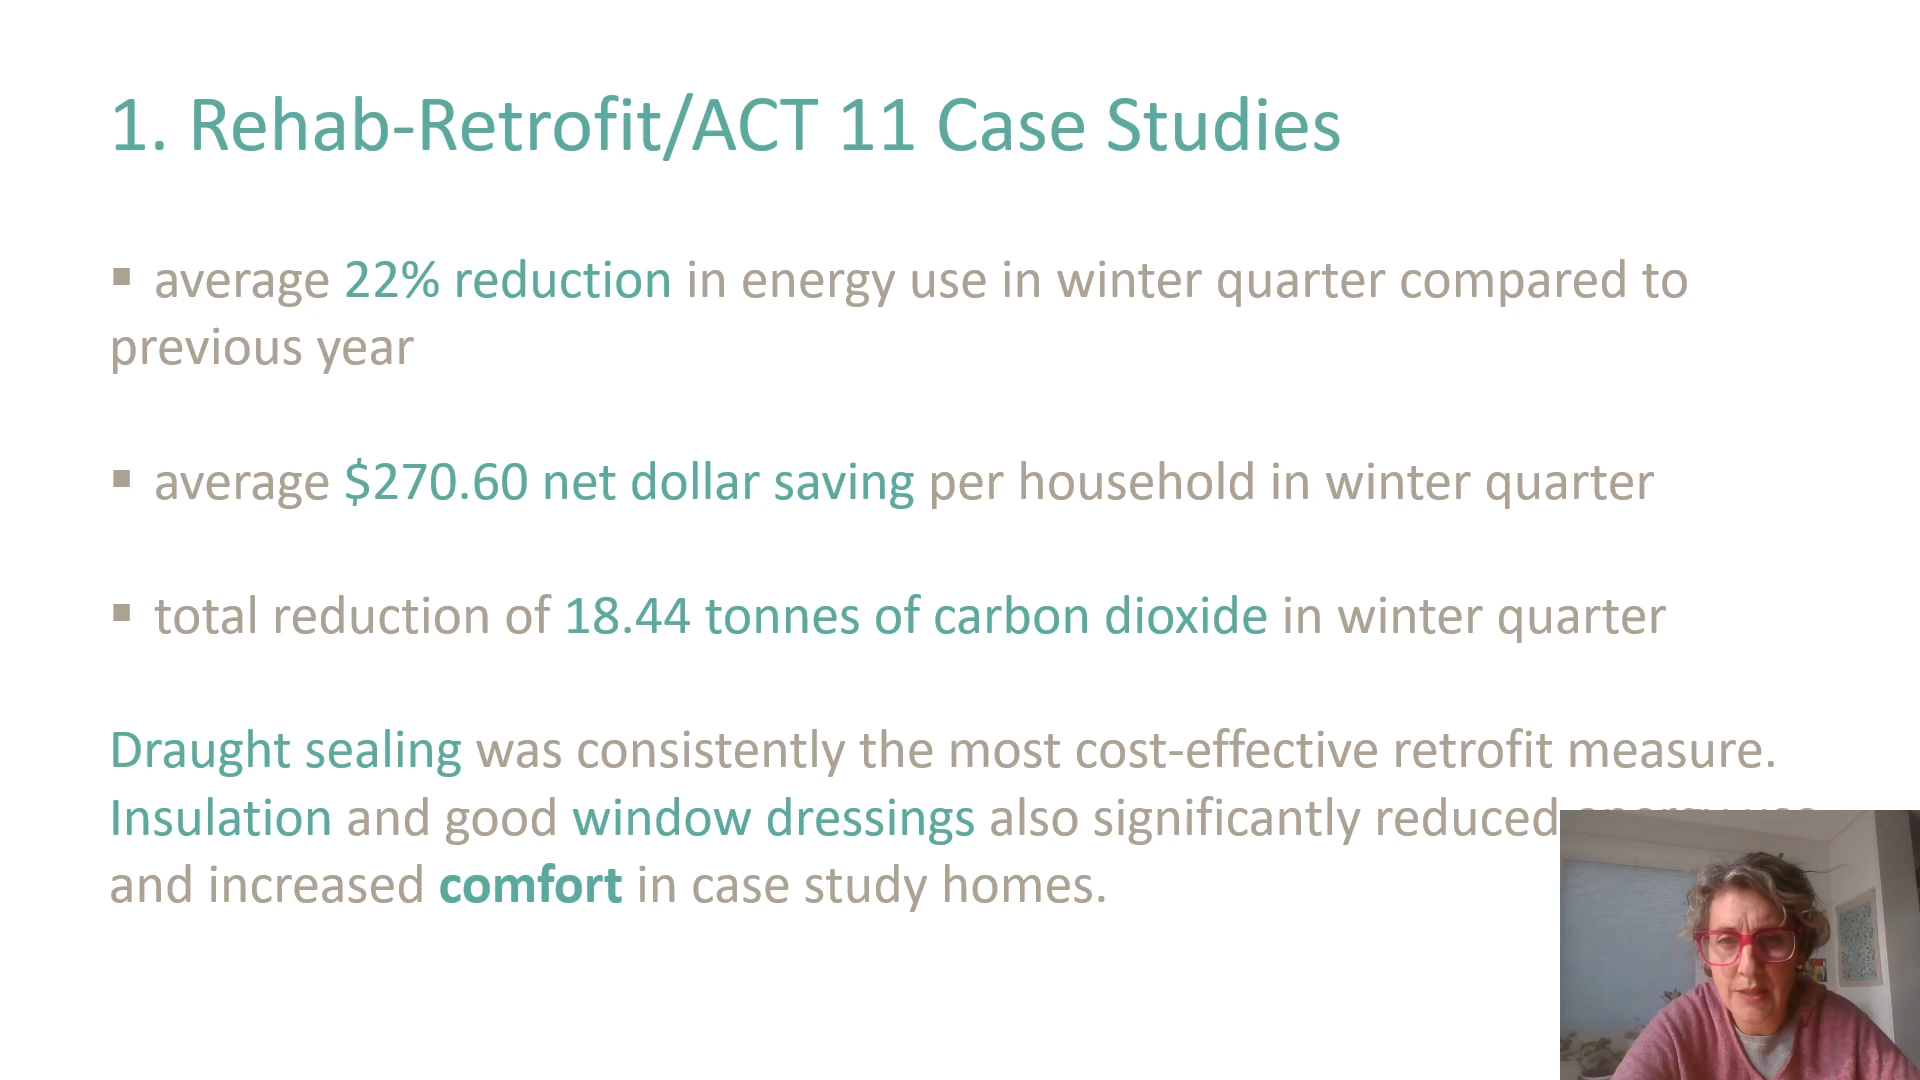 1. Rehab-Retrofit/ACT 11 Case Studies
▪ average 22% reduction in energy use in winter quarter compared to
previous year
▪ average $270.60 net dollar saving per household in winter quarter
▪ total reduction of 18.44 tonnes of carbon dioxide in winter quarter
Draught sealing was consistently the most cost-effective retrofit measure.
Insulation and good window dressings also significantly reduced
and increased comfort in case study homes.